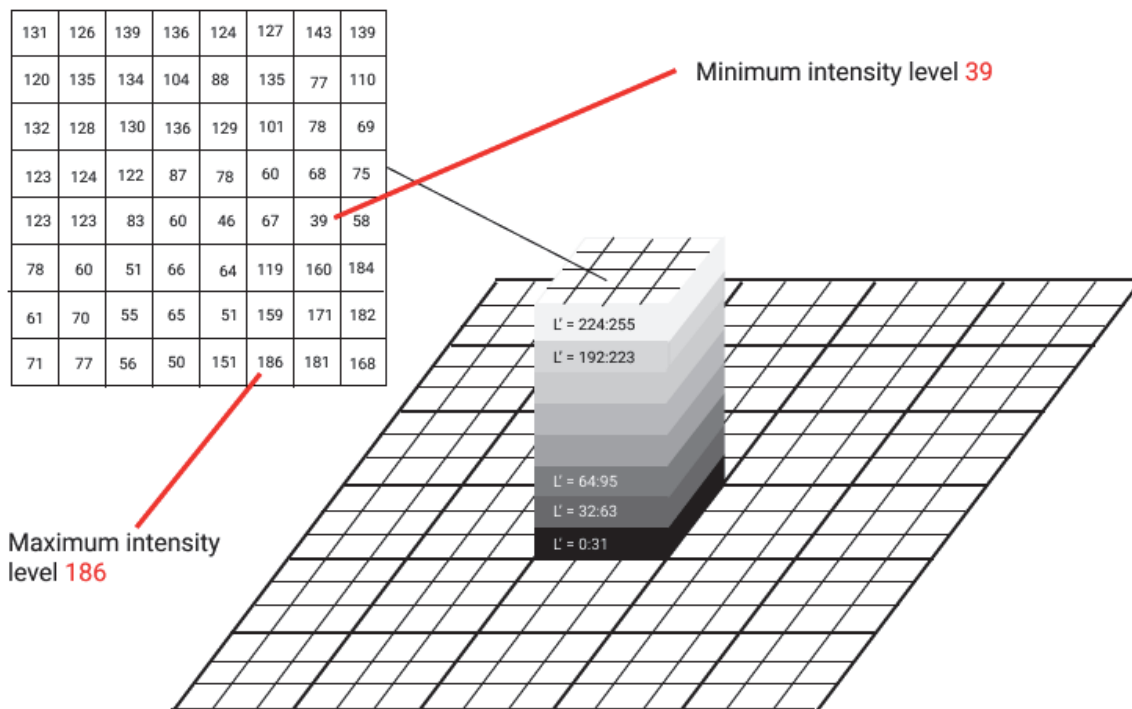 131 126 139 136 124 127 143 139
120 135 134 104 88 135 77 110
132 128 130 136 129 101 78 69
123 124 122 87 78 60 68 75
123 123 83 60 46 67 39 58
78 60 51 66 64 119 160 184
61 70 55 65 51 159 171 182
71 77 56 50 151 186 181 168
Minimum intensity level 39
L' = 224:255
L' = 192:223
L' = 64:95
L' = 32:63
L' = 0:31
Maximum intensity
level 186